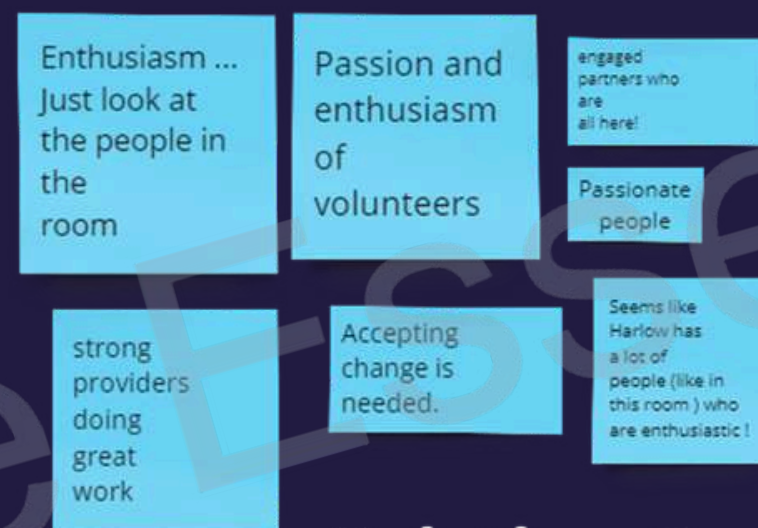 Enthusiasm ...
Just look at
the people in
the
room
Passion and
enthusiasm
of
volunteers
engaged
partners who
are
all here!
Passionate
people
strong
providers
doing
great
work
Accepting
change is
needed.
Seems like
Harlow has
a lot of
people (like in
this room ) who
are enthusiastic !